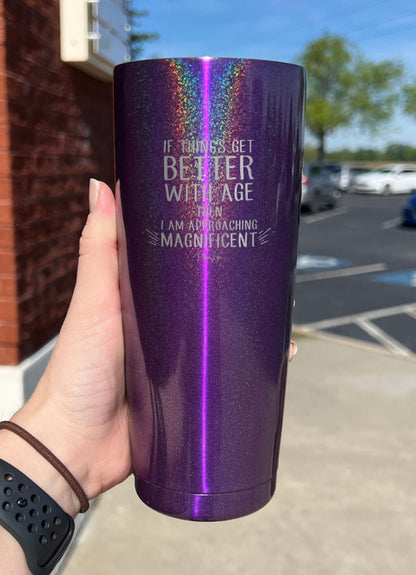 IF THINGS GET
BETTER
WITH AGE
THEN
I AM APPROACHING
MAGNIFICENT